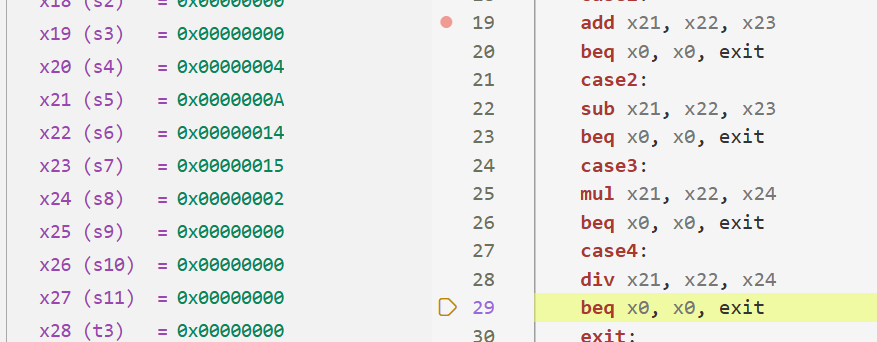 x18 (s2) = 0x00000000
x19 (s3) = 0x00000000
x20 (s4) = 0x00000004
x21 (s5) = 0x0000000A
x22 (s6) = 0x00000014
x23 (s7) = 0x00000015
x24 (s8) = 0x00000002
x25 (s9) = 0x00000000
x26 (s10) = 0x00000000
x27 (s11) = 0x00000000
x28 (t3) = 0x00000000
19 add x21, x22, x23
20 beq x0, x0, exit
21 case2:
22 sub x21, x22, x23
23 beq x0, x0, exit
24 case3:
25 mul x21, x22, x24
26 beq x0, x0, exit
27 case4:
28 div x21, x22, x24
29 beq x0, x0, exit
30 exit: